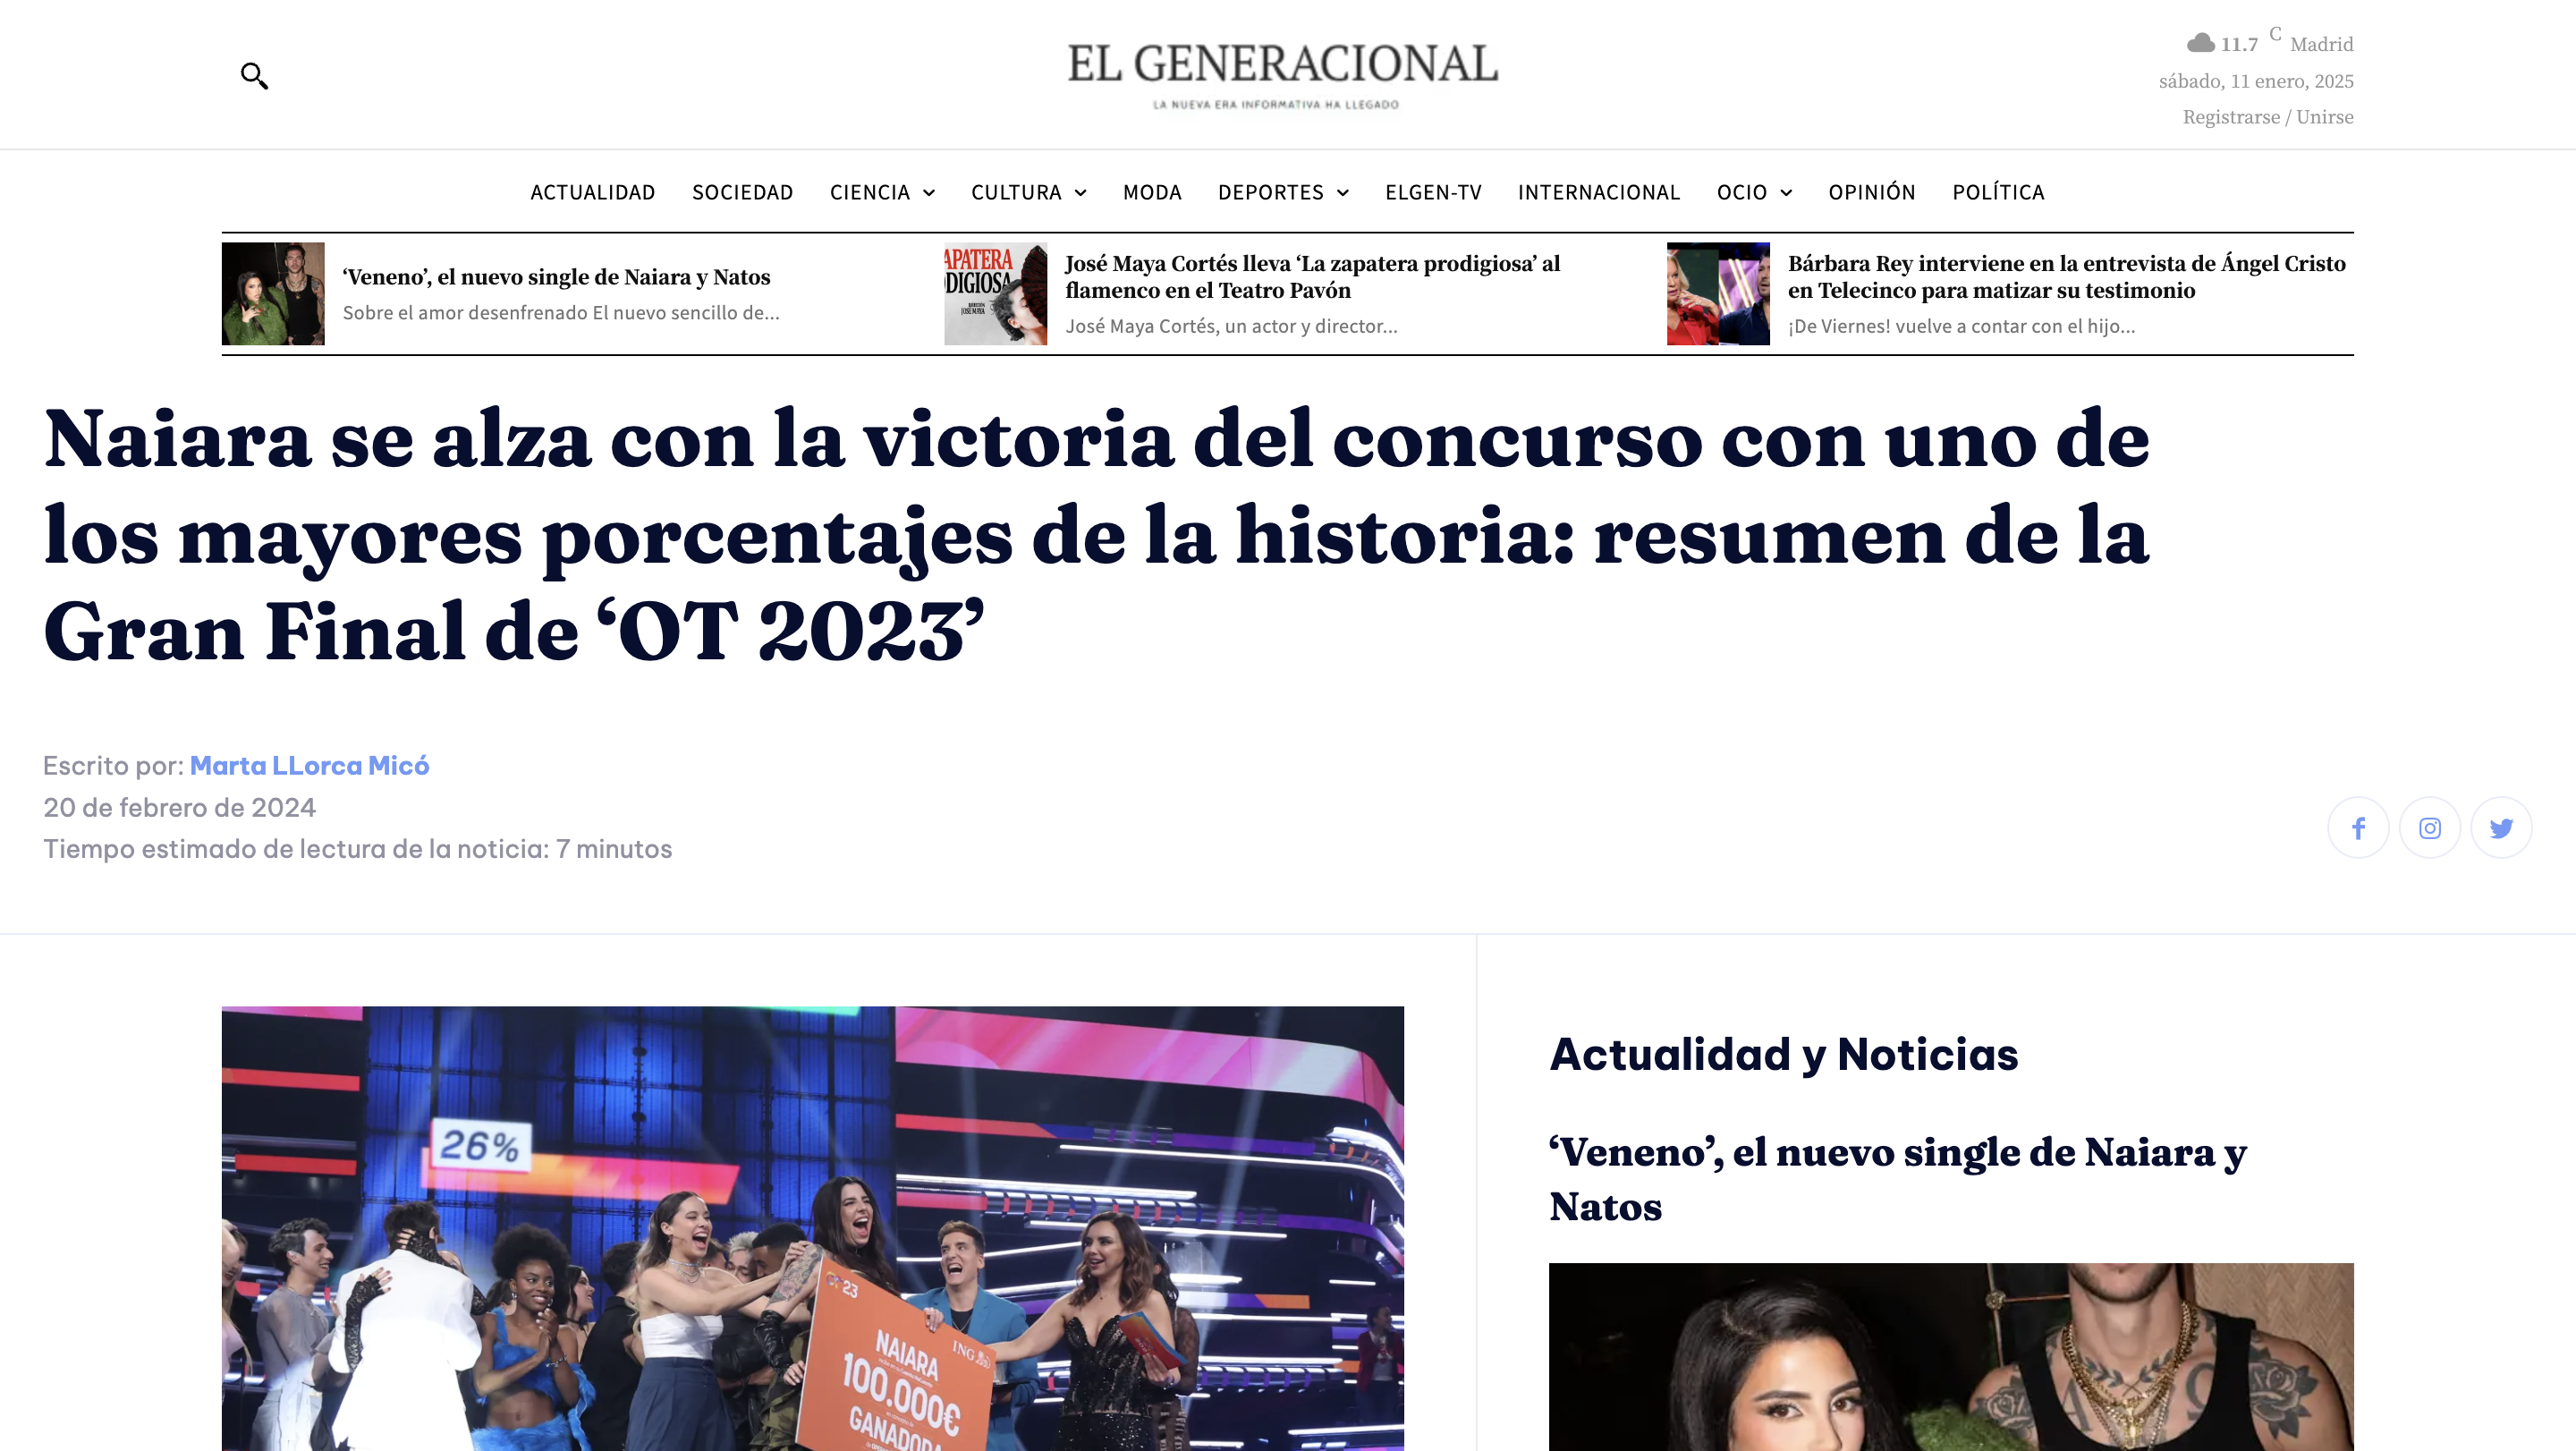 EL GENERACIONAL
LA NUEVA ERA INFORMATIVA HA LLEGADO
11.7 C Madrid
sábado, 11 enero, 2025
Registrarse / Unirse
ACTUALIDAD SOCIEDAD CIENCIA CULTURA MODA DEPORTES ELGEN-TV INTERNACIONAL OCIO OPINIÓN POLÍTICA
‘Veneno’, el nuevo single de Naiara y Natos
Sobre el amor desenfrenado El nuevo sencillo de...
APATERA
DIGIOSA
José Maya Cortés lleva ‘La zapatera prodigiosa’ al
flamenco en el Teatro Pavón
José Maya Cortés, un actor y director...
Bárbara Rey interviene en la entrevista de Ángel Cristo
en Telecinco para matizar su testimonio
¡De Viernes! vuelve a contar con el hijo...
Naiara se alza con la victoria del concurso con uno de
los mayores porcentajes de la historia: resumen de la
Gran Final de ‘OT 2023’
Escrito por: Marta LLorca Micó
20 de febrero de 2024
Tiempo estimado de lectura de la noticia: 7 minutos
26%
23
ING
NAIARA
100.000€
GANADORA
Actualidad y Noticias
‘Veneno’, el nuevo single de Naiara y
Natos